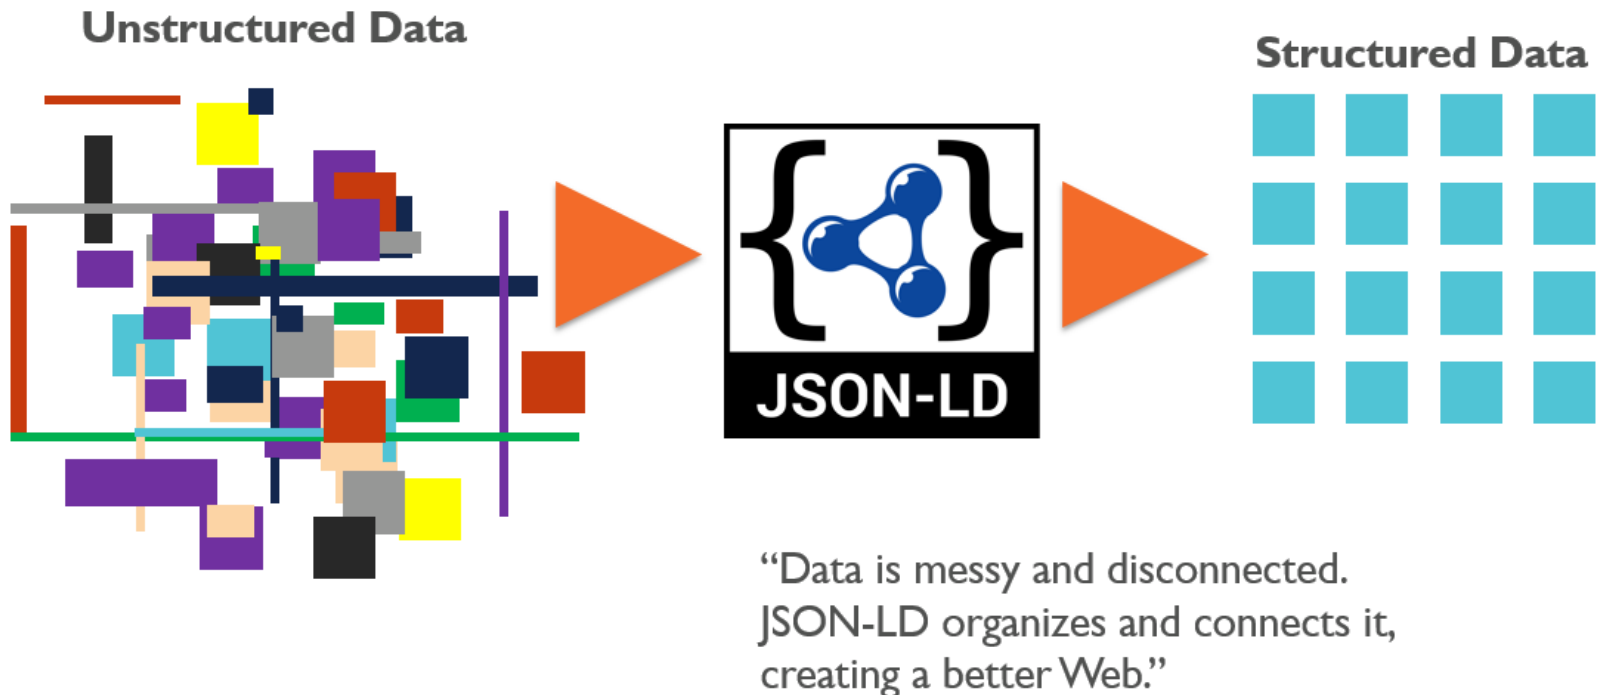 Unstructured Data
Structured Data
{ }
JSON-LD
“Data is messy and disconnected.
JSON-LD organizes and connects it,
creating a better Web.”